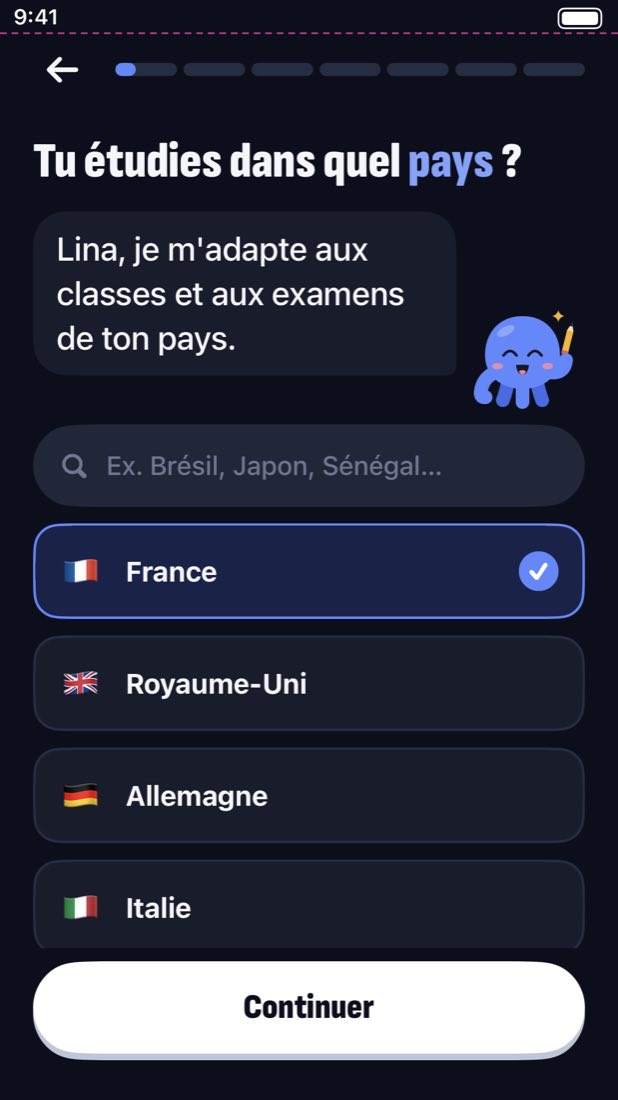 9:41
Tu étudies dans quel pays ?
Lina, je m'adapte aux
classes et aux examens
de ton pays.
Ex. Brésil, Japon, Sénégal...
France
Royaume-Uni
Allemagne
Italie
Continuer